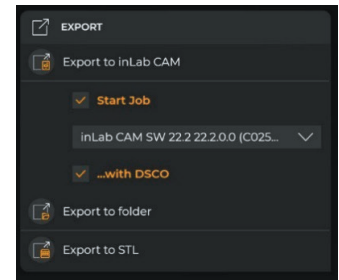 EXPORT
Export to inLab CAM
Start Job
inLab CAM SW 22.2 22.2.0.0 (C025...
...with DSCO
Export to folder
Export to STL